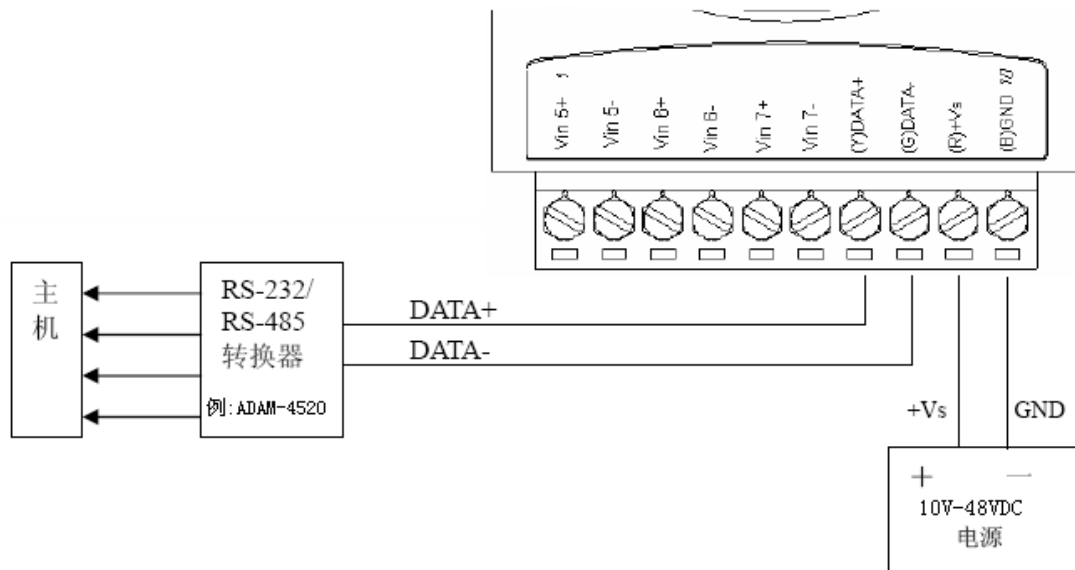 Vin 5+
Vin 5-
Vin 6+
Vin 6-
Vin 7+
Vin 7-
(Y)DATA+
(G)DATA-
(R)+Vs
(B)GND
主机
RS-232/
RS-485
转换器
例:ADAM-4520
DATA+
DATA-
+Vs
GND
+ —
10V-48VDC
电源